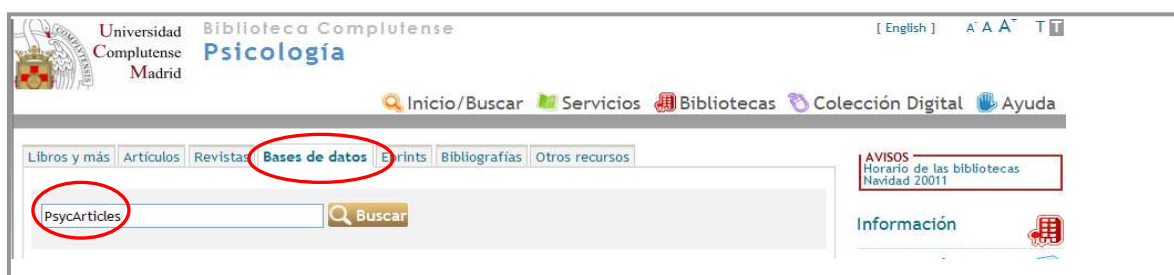 Universidad
Complutense
Madrid
Biblioteca Complutense
Psicología
[ English ] A- A A+ T T
Inicio/Buscar Servicios Bibliotecas Colección Digital Ayuda
Libros y más Artículos Revistas Bases de datos Eprints Bibliografías Otros recursos
PsycArticles Buscar
AVISOS
Horario de las bibliotecas
Navidad 20011
Información